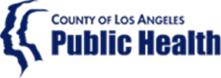 COUNTY OF LOS ANGELES
Public Health